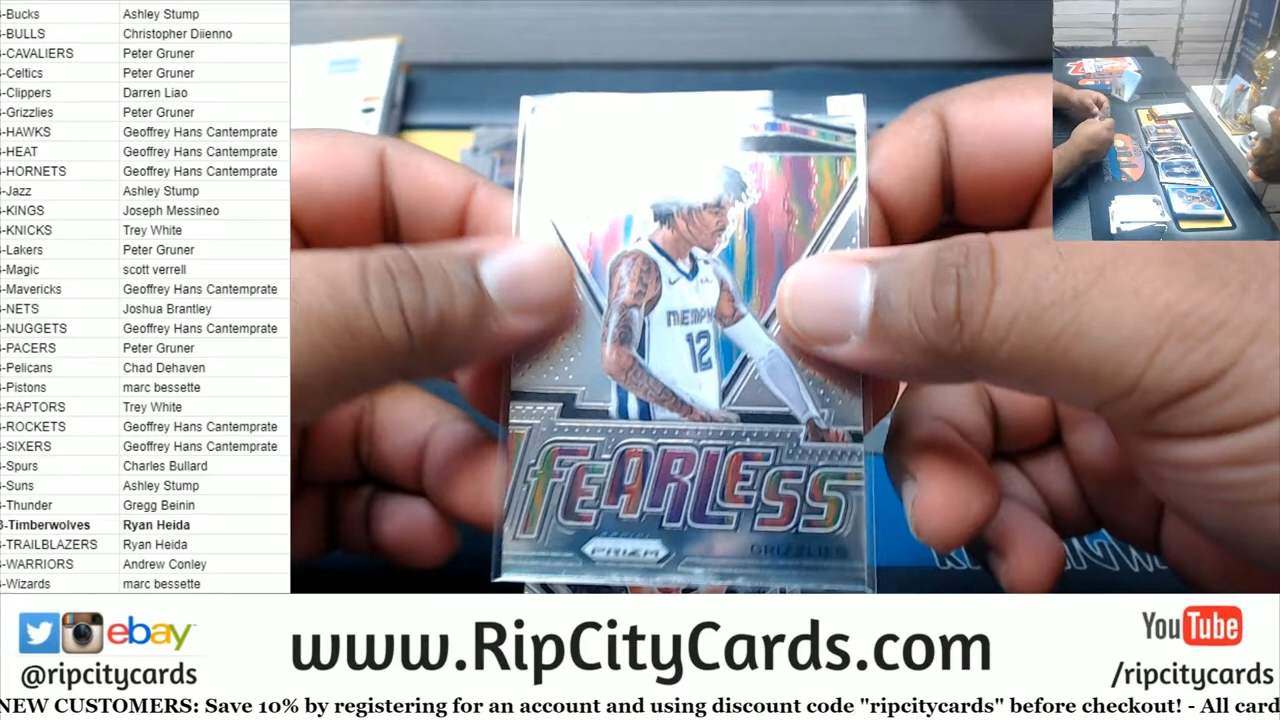 -Bucks Ashley Stump
-BULLS Christopher Diienno
-CAVALIERS Peter Gruner
-Celtics Peter Gruner
-Clippers Darren Liao
-Grizzlies Peter Gruner
-HAWKS Geoffrey Hans Cantemprate
-HEAT Geoffrey Hans Cantemprate
-HORNETS Geoffrey Hans Cantemprate
-Jazz Ashley Stump
-KINGS Joseph Messineo
-KNICKS Trey White
-Lakers Peter Gruner
-Magic scott verrell
-Mavericks Geoffrey Hans Cantemprate
-NETS Joshua Brantley
-NUGGETS Geoffrey Hans Cantemprate
-PACERS Peter Gruner
-Pelicans Chad Dehaven
-Pistons marc bessette
-RAPTORS Trey White
-ROCKETS Geoffrey Hans Cantemprate
-SIXERS Geoffrey Hans Cantemprate
-Spurs Charles Bullard
-Suns Ashley Stump
-Thunder Gregg Beinin
-Timberwolves Ryan Heida
-TRAILBLAZERS Ryan Heida
-WARRIORS Andrew Conley
-Wizards marc bessette
MEMPH
12
FEARLESS
PANINI
PRIZM
GRIZZLIES
ebay
@ripcitycards
www.RipCityCards.com
YouTube
/ripcitycards
NEW CUSTOMERS: Save 10% by registering for an account and using discount code "ripcitycards" before checkout! - All card